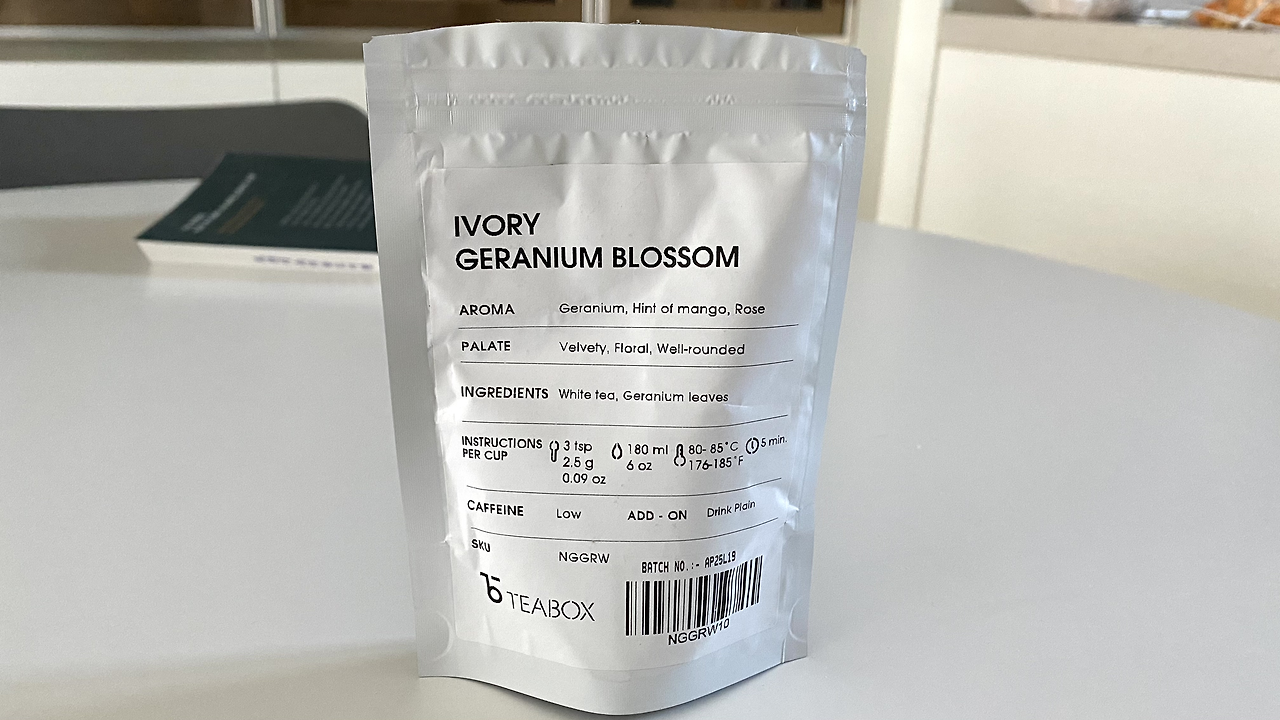 IVORY
GERANIUM BLOSSOM
AROMA Geranium, Hint of mango, Rose
PALATE Velvety, Floral, Well-rounded
INGREDIENTS White tea, Geranium leaves
INSTRUCTIONS 3 tsp 180 ml 80-85°C 5 min.
PER CUP 2.5 g 6 oz 176-185°F
0.09 oz
CAFFEINE Low ADD - ON Drink Plain
SKU NGGRW BATCH NO.:- AP25L19
TEABOX
NGGRW10